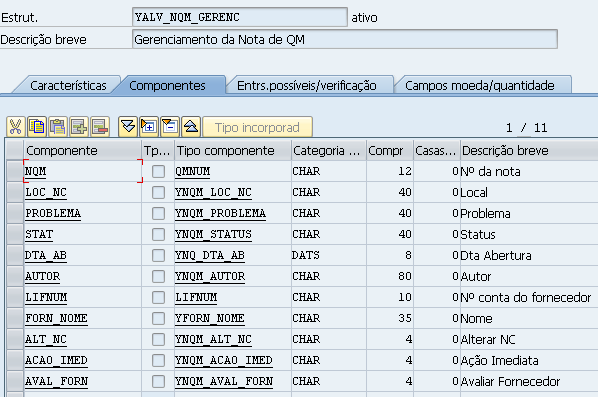 Estrut. YALV_NQM_GERENC ativo
Descrição breve Gerenciamento da Nota de QM
Características Componentes Entrs.possíveis/verificação Campos moeda/quantidade
Tipo incorporad 1 / 11
Componente Tp... Tipo componente Categoria ... Compr Casas... Descrição breve
NQM QMNUM CHAR 12 0 Nº da nota
LOC_NC YNQM_LOC_NC CHAR 40 0 Local
PROBLEMA YNQM_PROBLEMA CHAR 40 0 Problema
STAT YNQM_STATUS CHAR 40 0 Status
DTA_AB YNQ_DTA_AB DATS 8 0 Dta Abertura
AUTOR YNQM_AUTOR CHAR 80 0 Autor
LIFNUM LIFNUM CHAR 10 0 Nº conta do fornecedor
FORN_NOME YFORN_NOME CHAR 35 0 Nome
ALT_NC YNQM_ALT_NC CHAR 4 0 Alterar NC
ACAO_IMED YNQM_ACAO_IMED CHAR 4 0 Ação Imediata
AVAL_FORN YNQM_AVAL_FORN CHAR 4 0 Avaliar Fornecedor